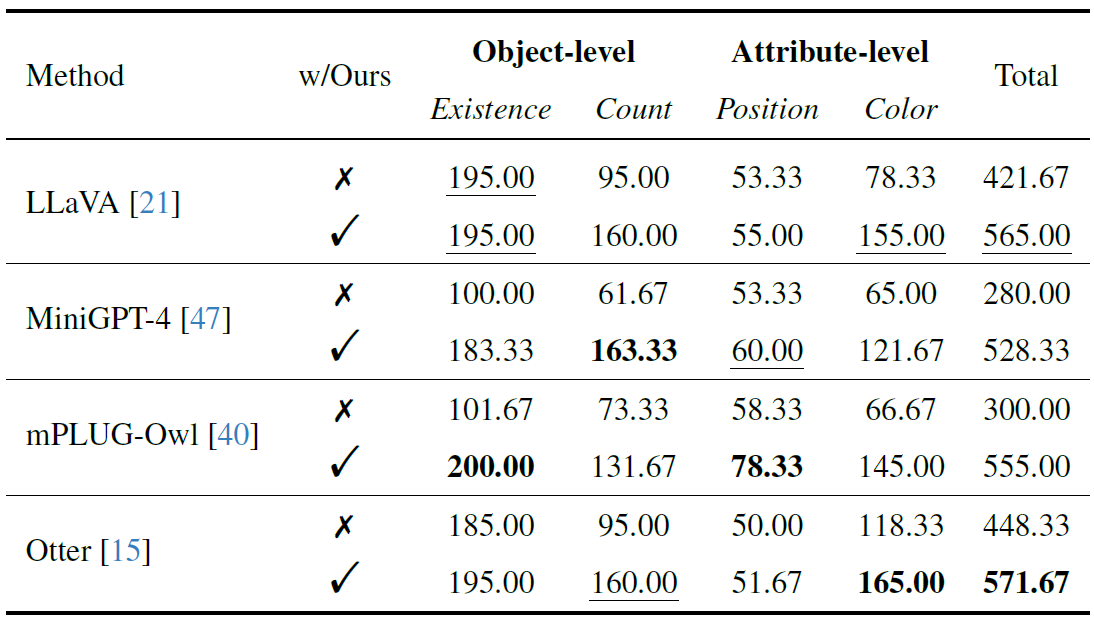 Method w/Ours Object-level Attribute-level Total
Existence Count Position Color
LLaVA [21] ✗ 195.00 95.00 53.33 78.33 421.67
✓ 195.00 160.00 55.00 155.00 565.00
MiniGPT-4 [47] ✗ 100.00 61.67 53.33 65.00 280.00
✓ 183.33 163.33 60.00 121.67 528.33
mPLUG-Owl [40] ✗ 101.67 73.33 58.33 66.67 300.00
✓ 200.00 131.67 78.33 145.00 555.00
Otter [15] ✗ 185.00 95.00 50.00 118.33 448.33
✓ 195.00 160.00 51.67 165.00 571.67